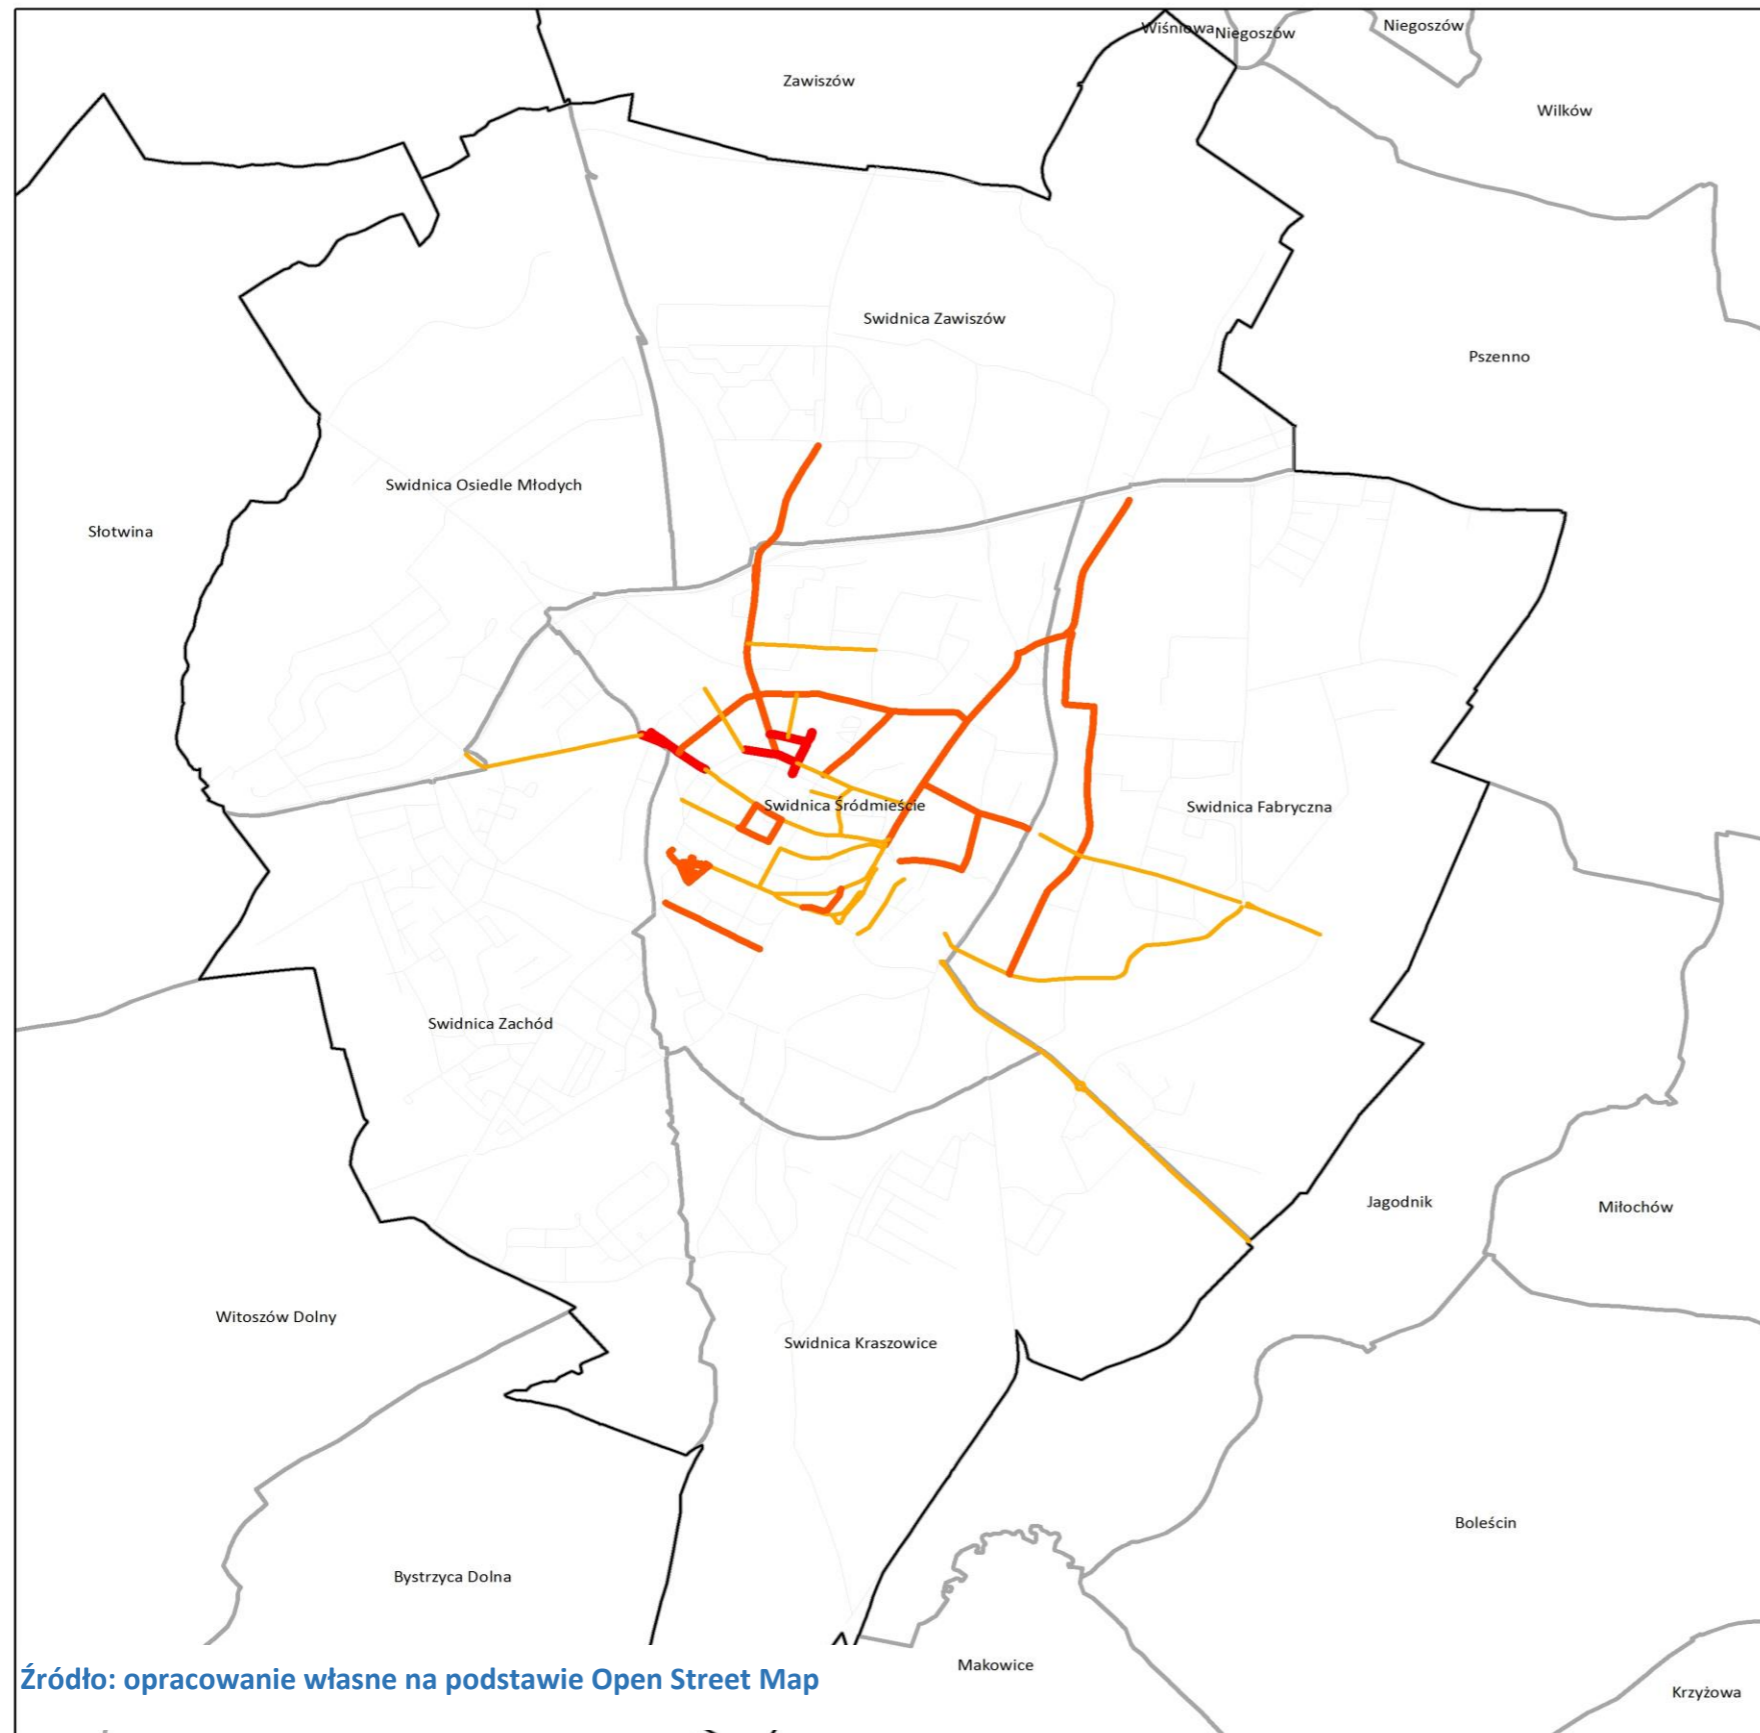 Wiśniowa
Niegoszów
Niegoszów
Zawiszów
Wilków
Swidnica Zawiszów
Pszenno
Swidnica Osiedle Młodych
Słotwina
Swidnica Śródmieście
Swidnica Fabryczna
Swidnica Zachód
Jagodnik
Miłochów
Witoszów Dolny
Swidnica Kraszowice
Boleścin
Bystrzyca Dolna
Makowice
Źródło: opracowanie własne na podstawie Open Street Map
Krzyżowa